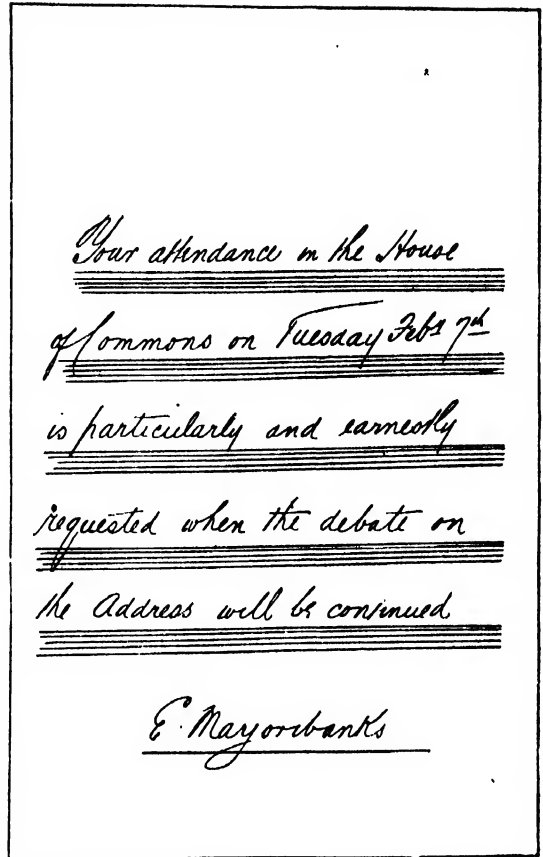 Your attendance in the House
of Commons on Tuesday Feby 7th
is particularly and earnestly
requested when the debate on
the Address will be continued
E. Marjoribanks